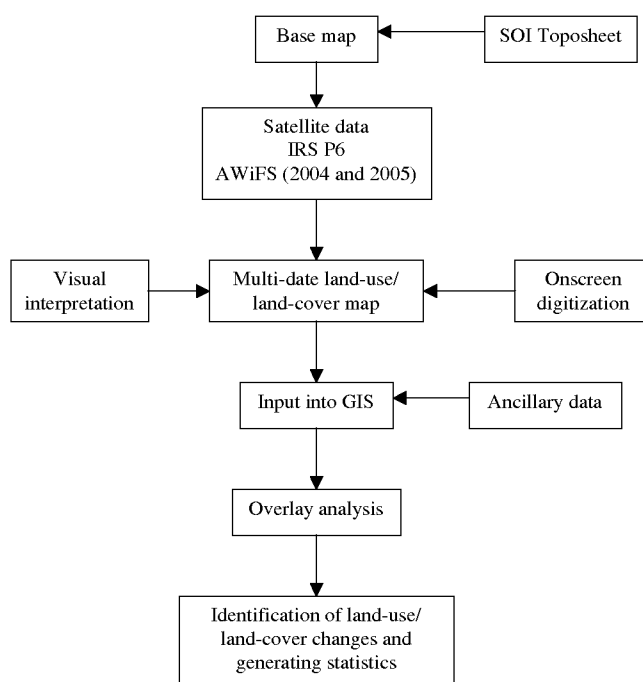 Base map
SOI Toposheet
Satellite data
IRS P6
AWiFS (2004 and 2005)
Visual
interpretation
Multi-date land-use/
land-cover map
Onscreen
digitization
Input into GIS
Ancillary data
Overlay analysis
Identification of land-use/
land-cover changes and
generating statistics